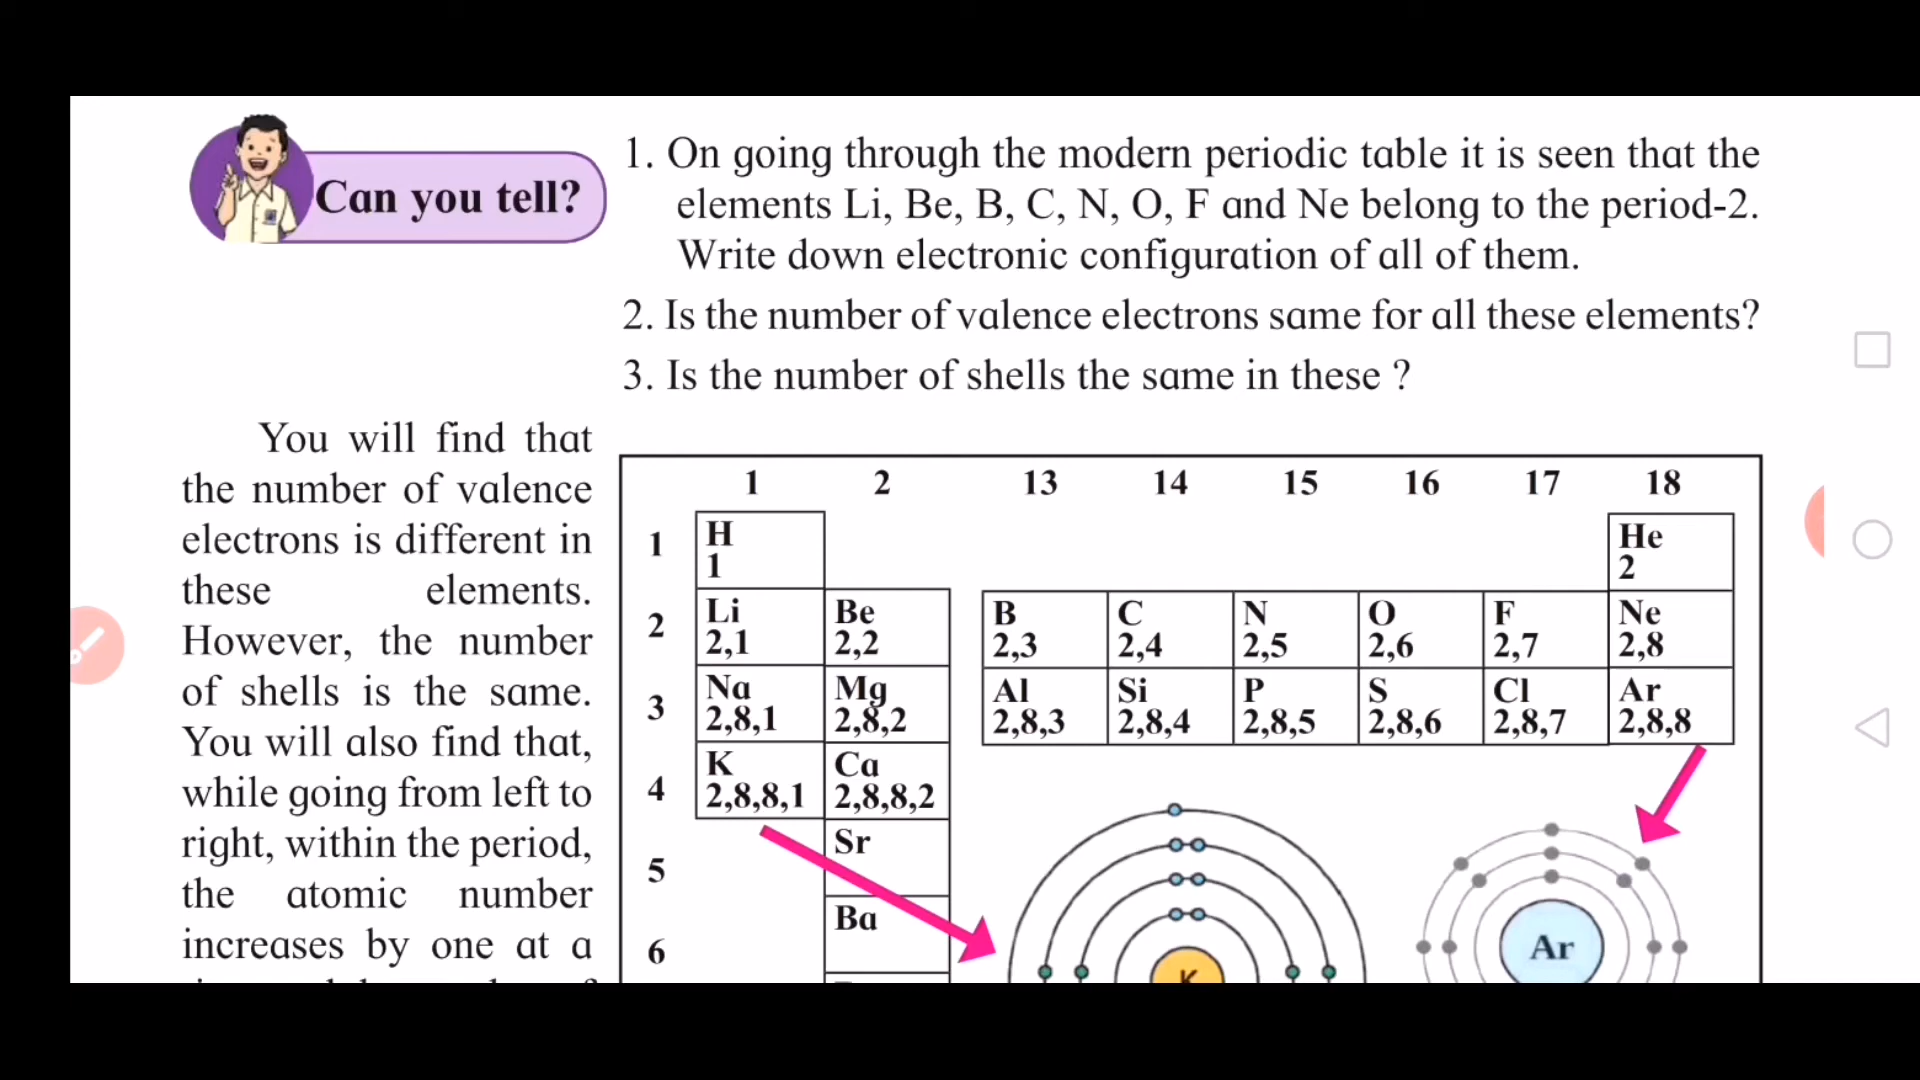 Can you tell?
1. On going through the modern periodic table it is seen that the
elements Li, Be, B, C, N, O, F and Ne belong to the period-2.
Write down electronic configuration of all of them.
2. Is the number of valence electrons same for all these elements?
3. Is the number of shells the same in these ?
You will find that
the number of valence
electrons is different in
these elements.
However, the number
of shells is the same.
You will also find that,
while going from left to
right, within the period,
the atomic number
increases by one at a
1 2 13 14 15 16 17 18
1 H He
1 2
2 Li Be B C N O F Ne
2,1 2,2 2,3 2,4 2,5 2,6 2,7 2,8
3 Na Mg Al Si P S Cl Ar
2,8,1 2,8,2 2,8,3 2,8,4 2,8,5 2,8,6 2,8,7 2,8,8
4 K Ca
2,8,8,1 2,8,8,2
5 Sr
6 Ba
K
Ar